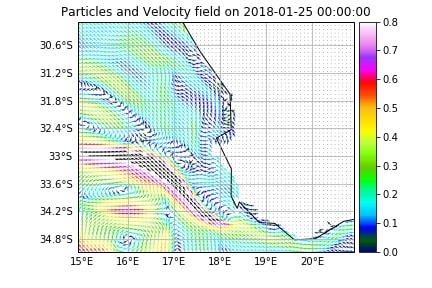 Particles and Velocity field on 2018-01-25 00:00:00
0.8
30.6°S
0.7
31.2°S
0.6
31.8°S
0.5
32.4°S
0.4
33°S
0.3
33.6°S
0.2
34.2°S
0.1
34.8°S
0.0
15°E 16°E 17°E 18°E 19°E 20°E